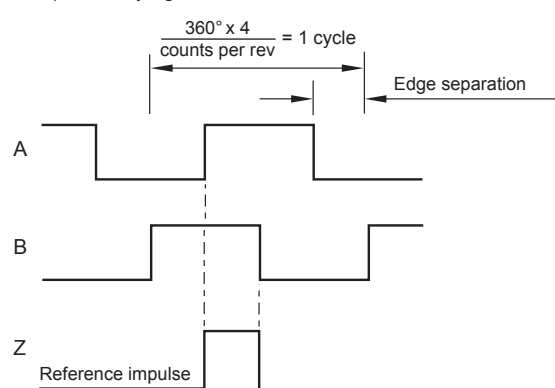 360° x 4
counts per rev
= 1 cycle
Edge separation
A
B
Z
Reference impulse